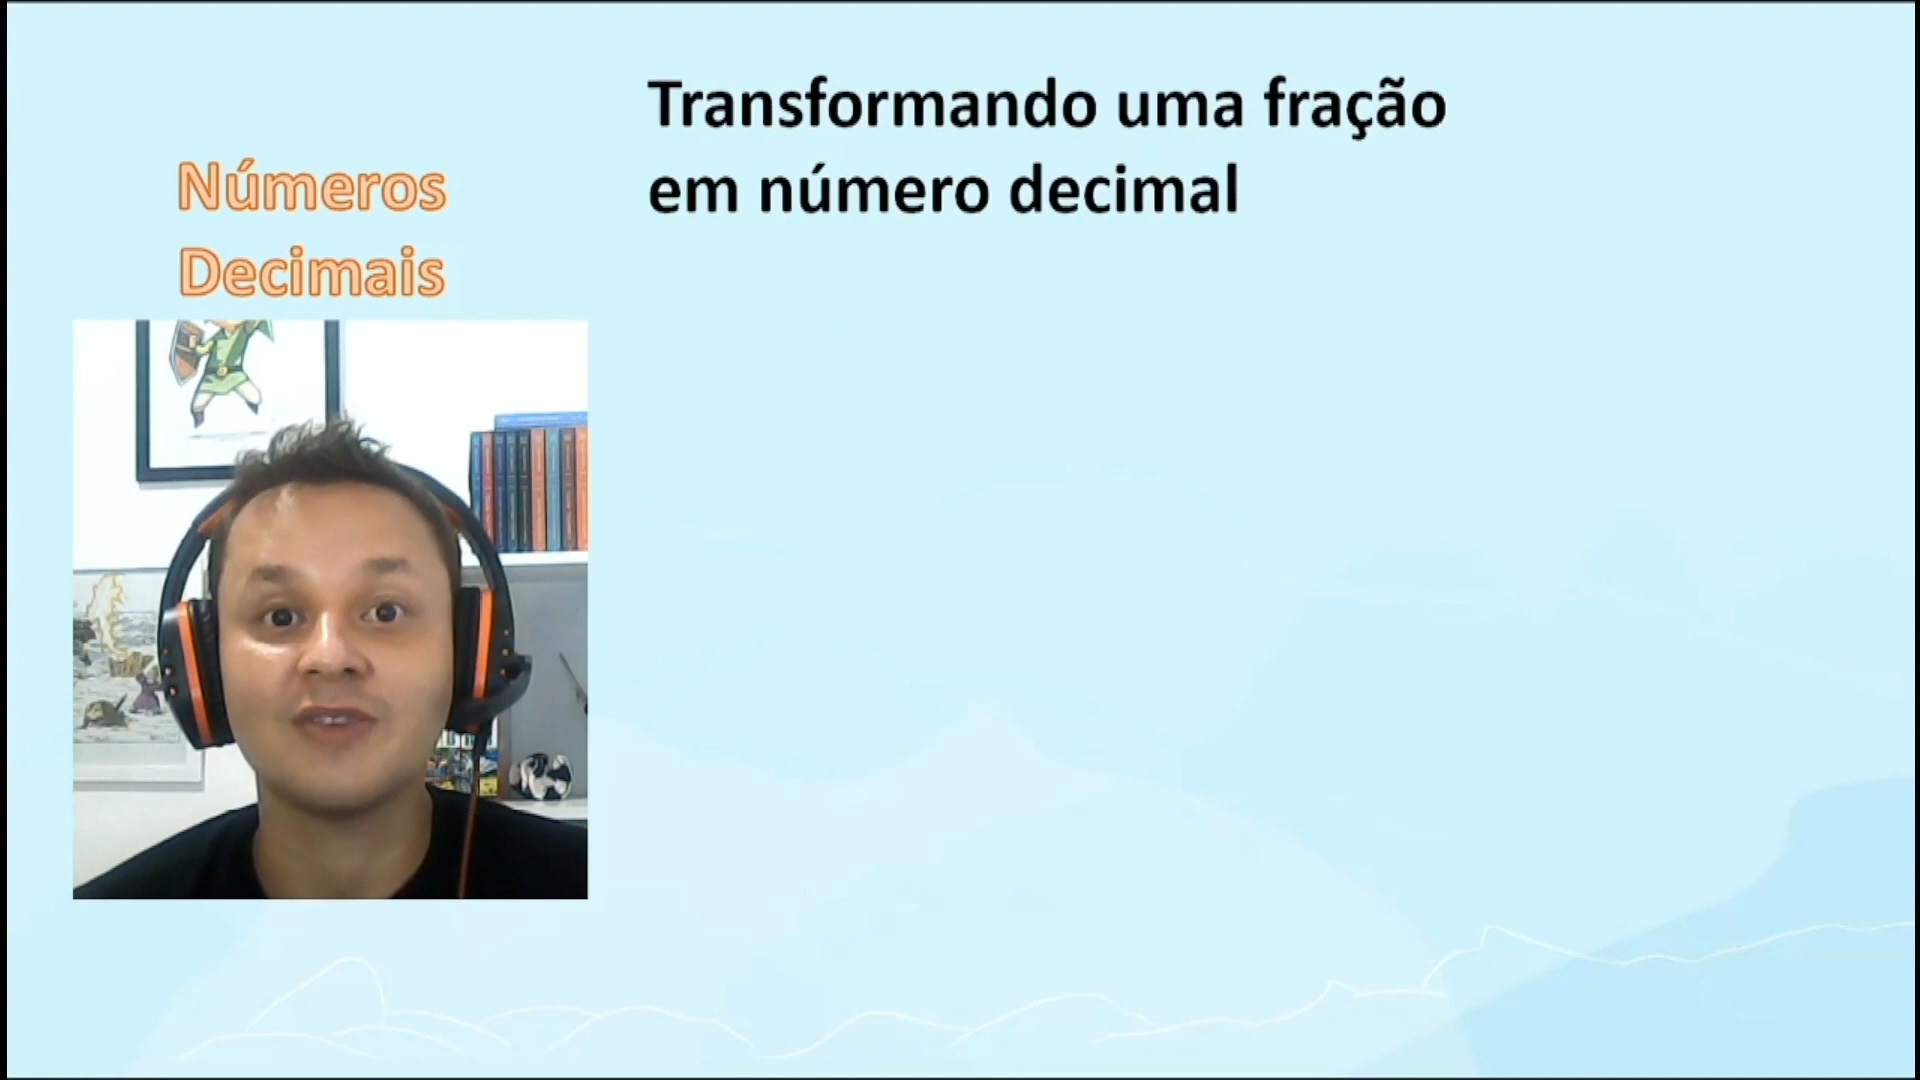 Transformando uma fração
em número decimal
Números
Decimais